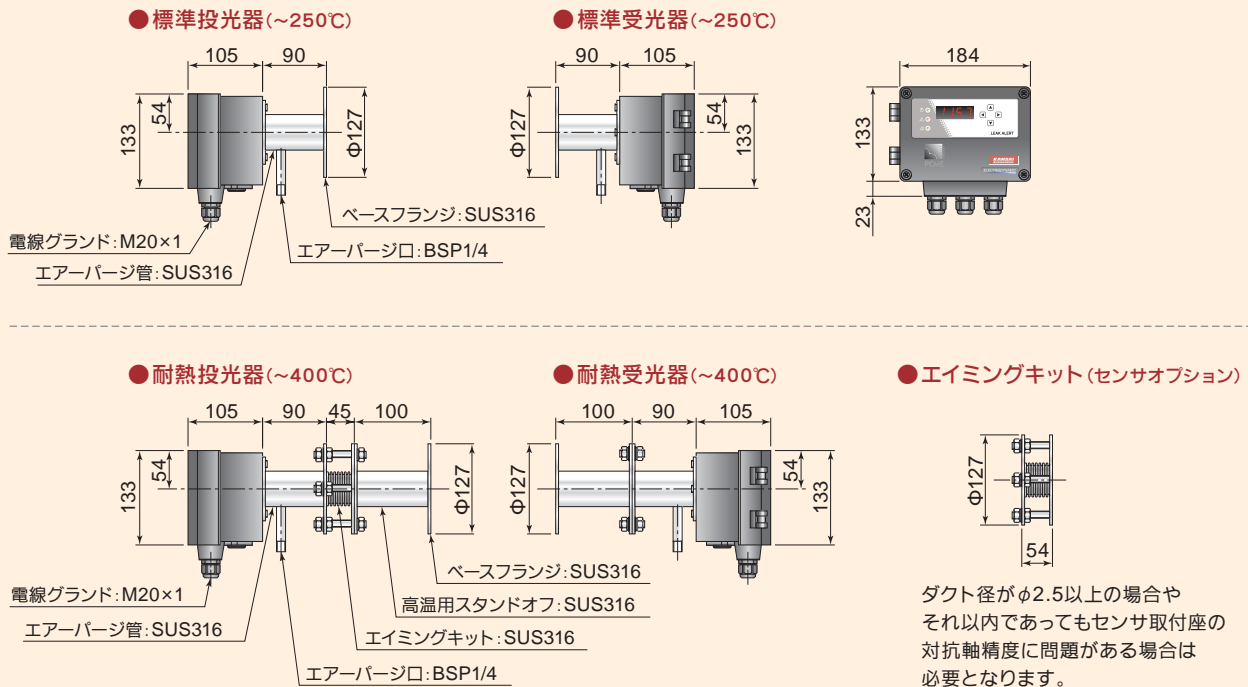 ●標準投光器(~250℃)
105
90
133
54
Φ127
ベースフランジ:SUS316
電線グランド:M20×1
エアーパージ口:BSP1/4
エアーパージ管:SUS316
●標準受光器(~250℃)
90
105
Φ127
54
133
184
133
23
LEAK ALERT
KANSAI
●耐熱投光器(~400℃)
105
90
45
100
133
54
Φ127
ベースフランジ:SUS316
電線グランド:M20×1
高温用スタンドオフ:SUS316
エアーパージ管:SUS316
エイミングキット:SUS316
エアーパージ口:BSP1/4
●耐熱受光器(~400℃)
100
90
105
Φ127
54
133
●エイミングキット(センサオプション)
Φ127
54
ダクト径がφ2.5以上の場合や
それ以内であってもセンサ取付座の
対抗軸精度に問題がある場合は
必要となります。